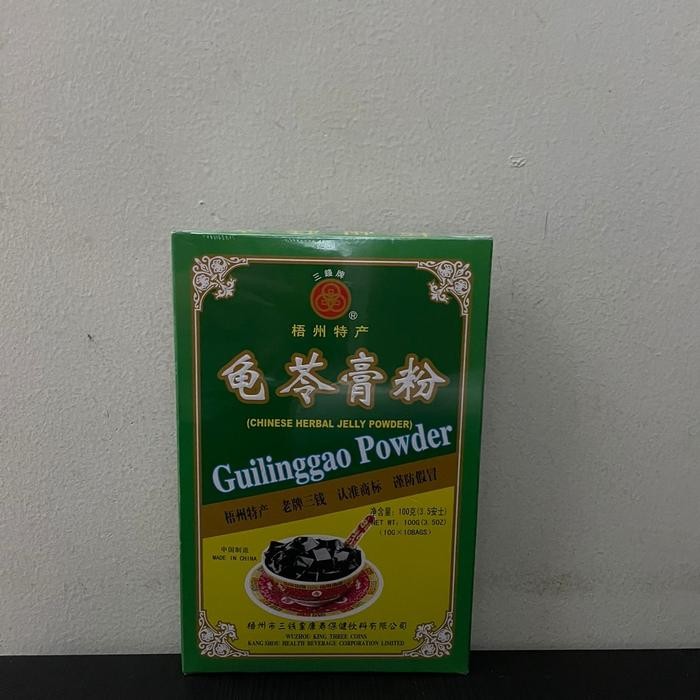 三錢牌
®
梧州特产
龟苓膏粉
(CHINESE HERBAL JELLY POWDER)
Guilinggao Powder
梧州特产 老牌三钱 认准商标 谨防假冒
净含量: 100克(3.5安士)
NET WT: 100G(3.5OZ)
(10G×10BAGS)
中国制造
MADE IN CHINA
梧州市三钱皇康寿保健饮料有限公司
WUZHOU KING THREE COINS
KANG SHOU HEALTH BEVERAGE CORPORATION LIMITED